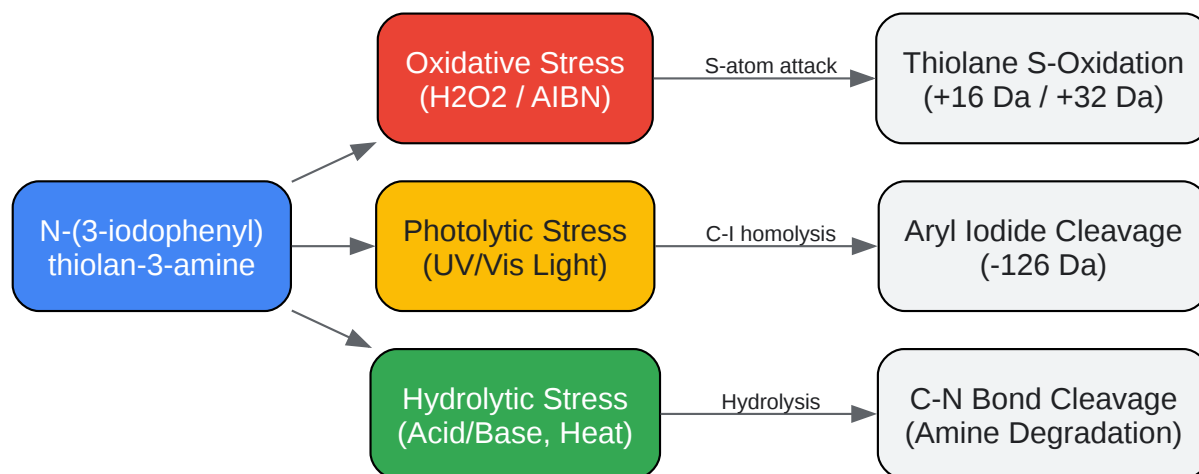 Oxidative Stress
(H2O2 / AIBN)
S-atom attack
Thiolane S-Oxidation
(+16 Da / +32 Da)
N-(3-iodophenyl)
thiolan-3-amine
Photolytic Stress
(UV/Vis Light)
C-I homolysis
Aryl Iodide Cleavage
(-126 Da)
Hydrolytic Stress
(Acid/Base, Heat)
Hydrolysis
C-N Bond Cleavage
(Amine Degradation)